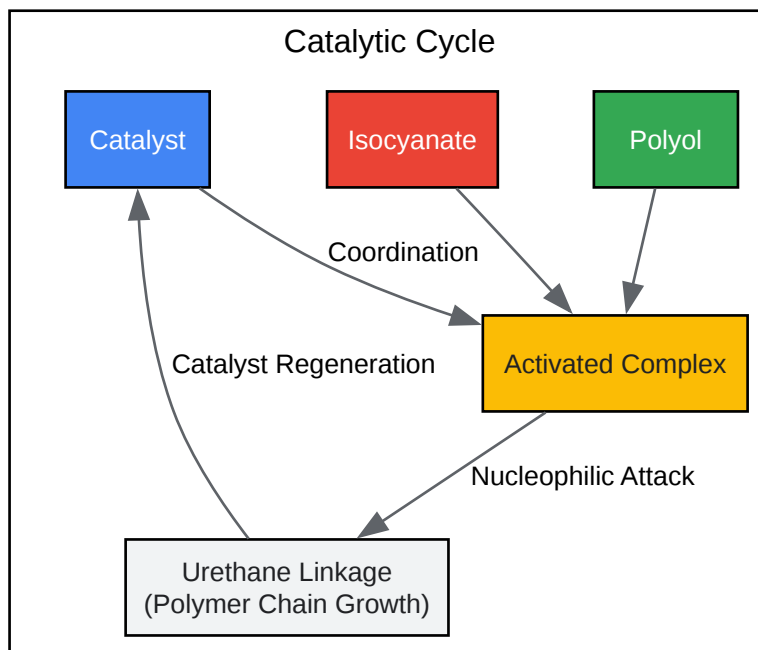 Catalytic Cycle
Catalyst
Isocyanate
Polyol
Coordination
Catalyst Regeneration
Activated Complex
Nucleophilic Attack
Urethane Linkage
(Polymer Chain Growth)